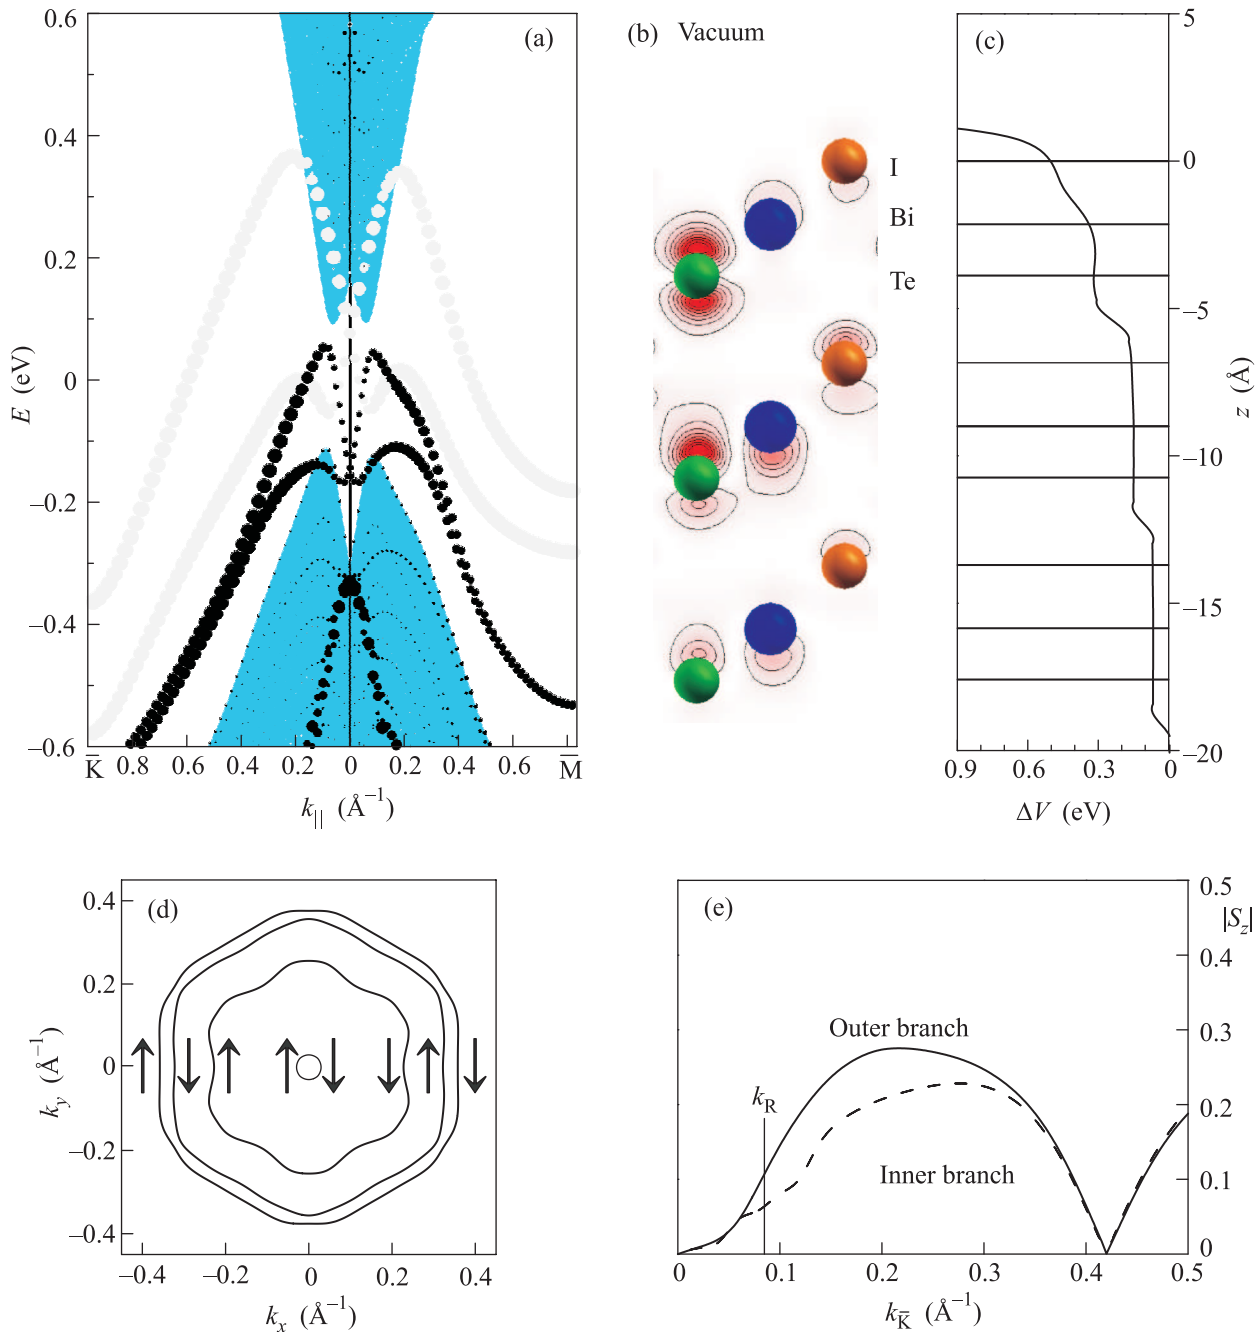 (a)
0.6
0.4
0.2
0
–0.2
–0.4
–0.6
E (eV)
K̄ 0.8 0.6 0.4 0.2 0 0.2 0.4 0.6 M̄
k|| (Å⁻¹)
(b) Vacuum
I
Bi
Te
(c)
5
0
–5
–10
–15
–20
z (Å)
0.9 0.6 0.3 0
ΔV (eV)
(d)
0.4
0.2
0
–0.2
–0.4
k_y (Å⁻¹)
–0.4 –0.2 0 0.2 0.4
k_x (Å⁻¹)
(e)
0.5
|S_z|
0.4
0.3
0.2
0.1
0
Outer branch
k_R
Inner branch
0 0.1 0.2 0.3 0.4 0.5
k_K̄ (Å⁻¹)